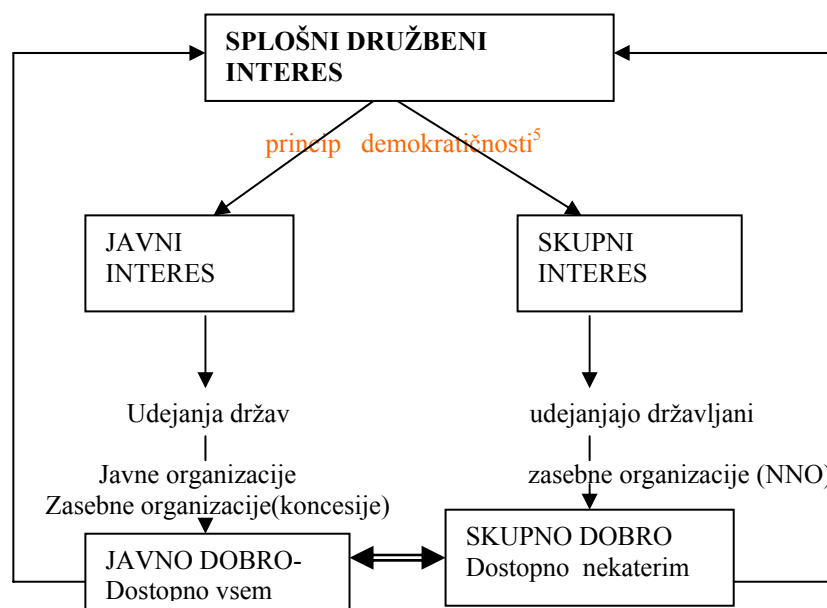 SPLOŠNI DRUŽBENI
INTERES
princip demokratičnosti5
JAVNI
INTERES
SKUPNI
INTERES
Udejanja držav
udejanjajo državljani
Javne organizacije
Zasebne organizacije(koncesije)
zasebne organizacije (NNO)
JAVNO DOBRO-
Dostopno vsem
SKUPNO DOBRO
Dostopno nekaterim